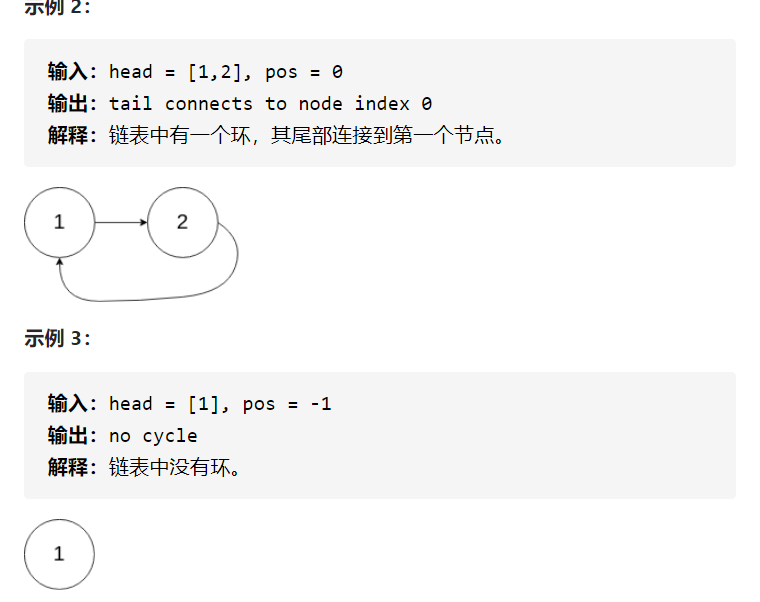 示例 2：
输入：head = [1,2], pos = 0
输出：tail connects to node index 0
解释：链表中有一个环，其尾部连接到第一个节点。
1
2
示例 3：
输入：head = [1], pos = -1
输出：no cycle
解释：链表中没有环。
1